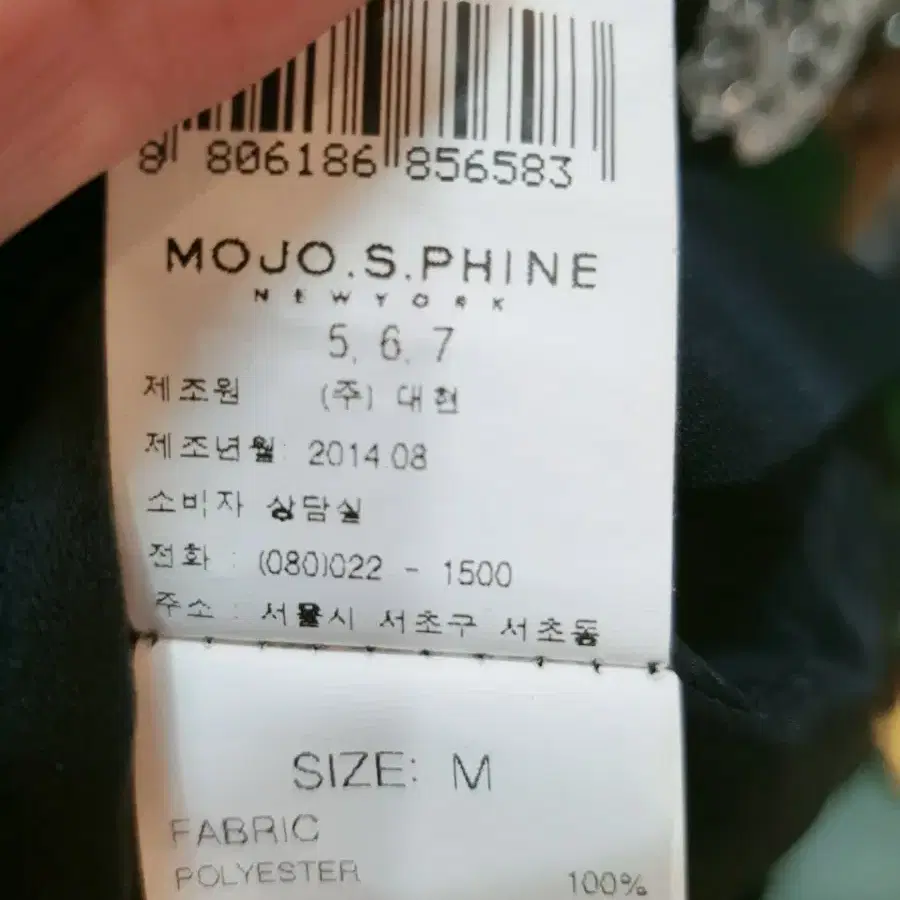 8 806186 856583
MOJO.S.PHINE
NEWYORK
5, 6, 7
제조원 (주) 대현
제조년월: 2014.08
소비자 상담실
전화 : (080)022 - 1500
주소 : 서울시 서초구 서초동
SIZE: M
FABRIC
POLYESTER 100%